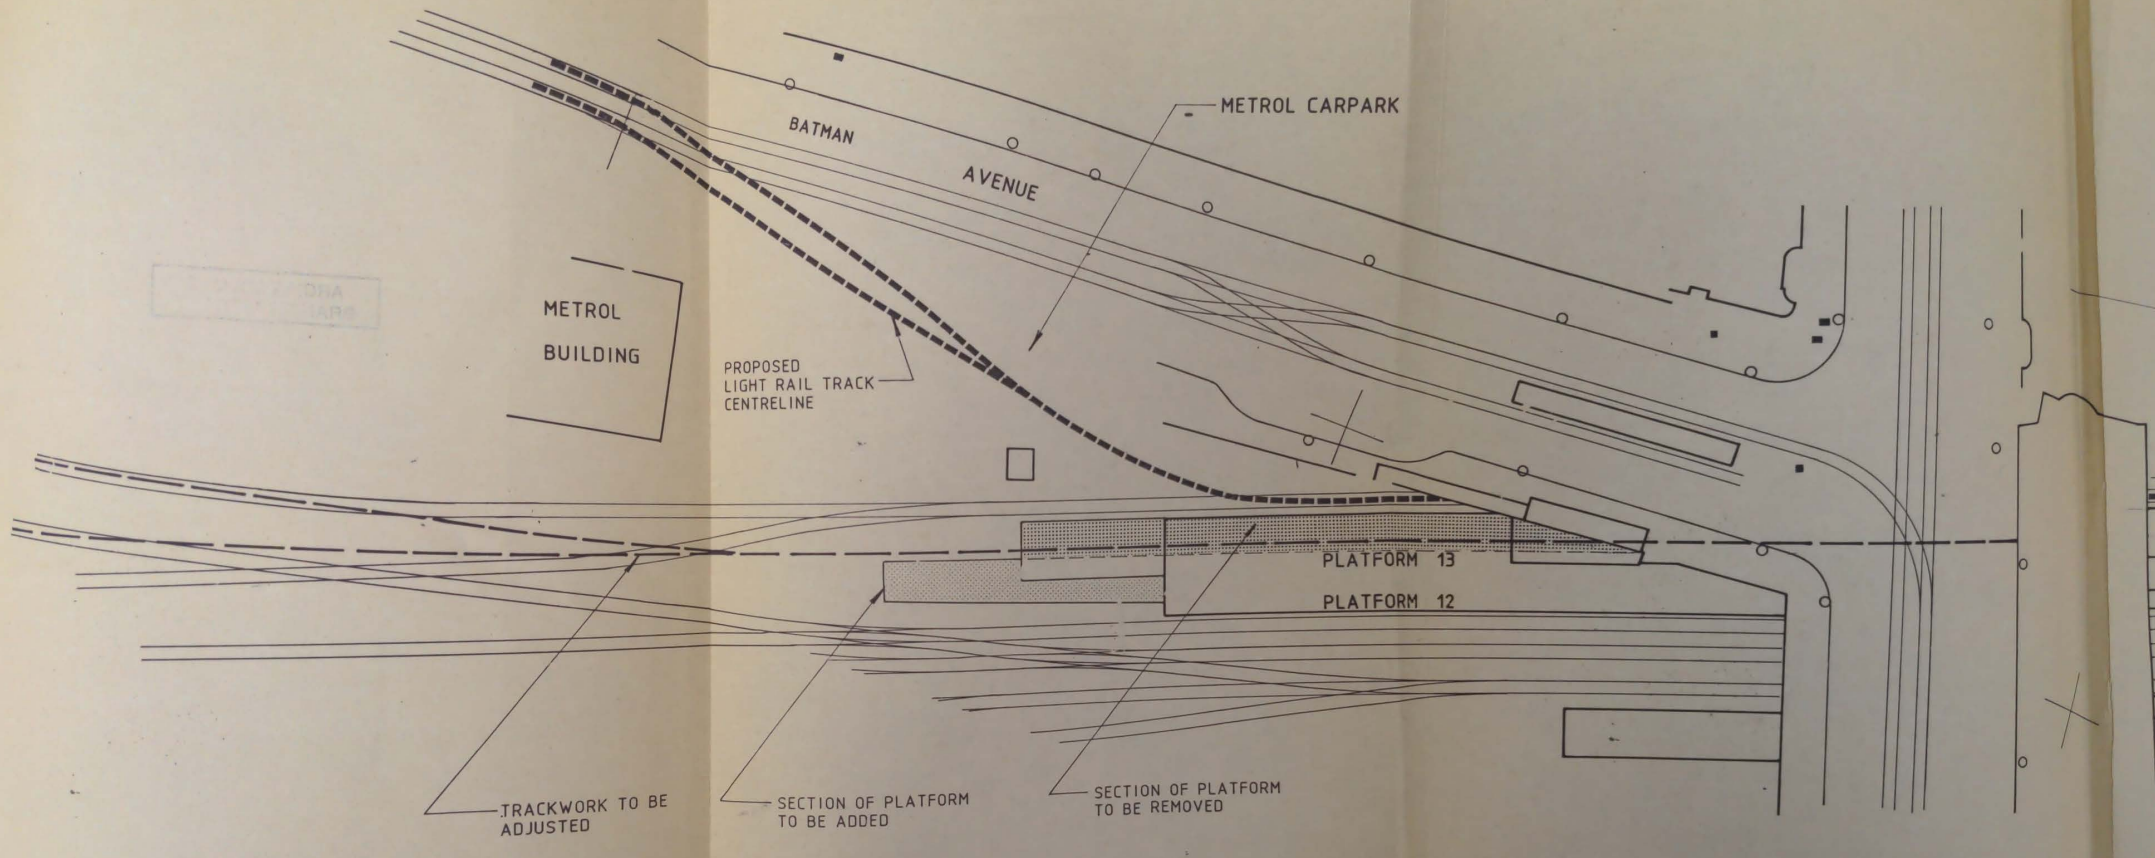 METROL CARPARK
BATMAN
AVENUE
METROL
BUILDING
PROPOSED
LIGHT RAIL TRACK
CENTRELINE
PLATFORM 13
PLATFORM 12
TRACKWORK TO BE
ADJUSTED
SECTION OF PLATFORM
TO BE ADDED
SECTION OF PLATFORM
TO BE REMOVED